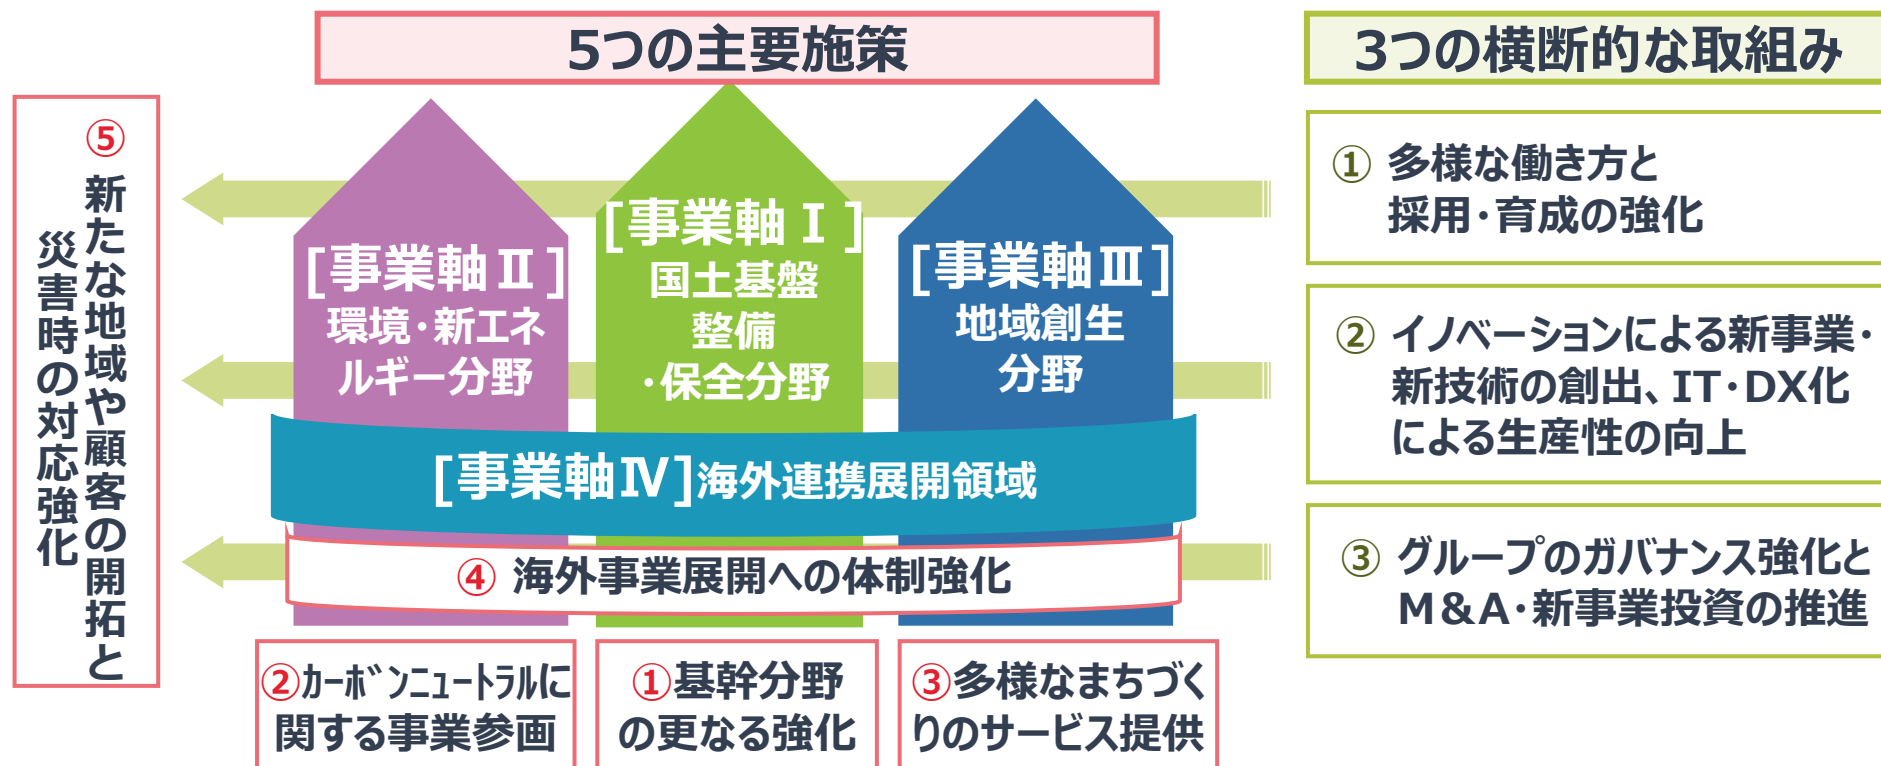 5つの主要施策
3つの横断的な取組み
⑤ 新たな地域や顧客の開拓と
災害時の対応強化
[事業軸Ⅱ]
環境・新エネ
ルギー分野
[事業軸Ⅰ]
国土基盤
整備
・保全分野
[事業軸Ⅲ]
地域創生
分野
[事業軸Ⅳ]海外連携展開領域
④ 海外事業展開への体制強化
②カーボンニュートラルに
関する事業参画
①基幹分野
の更なる強化
③多様なまちづく
りのサービス提供
① 多様な働き方と
採用・育成の強化
② イノベーションによる新事業・
新技術の創出、IT・DX化
による生産性の向上
③ グループのガバナンス強化と
M&A・新事業投資の推進